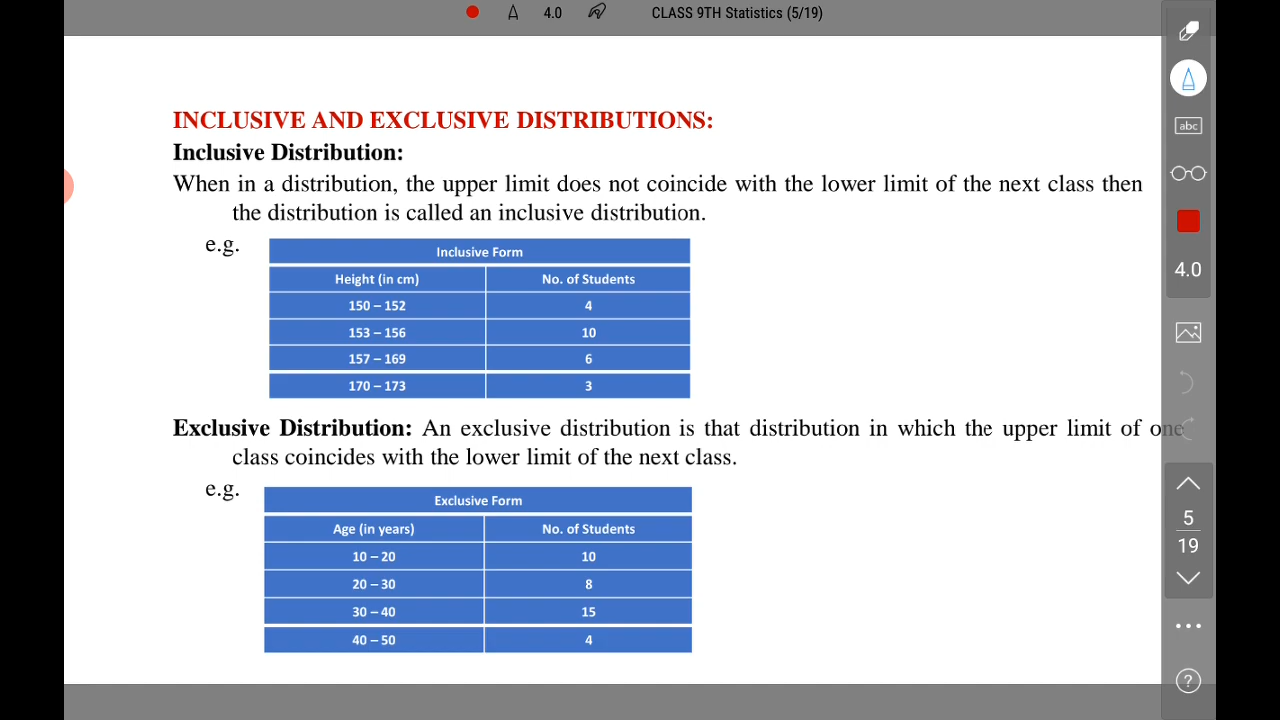 4.0 CLASS 9TH Statistics (5/19)
INCLUSIVE AND EXCLUSIVE DISTRIBUTIONS:
Inclusive Distribution:
When in a distribution, the upper limit does not coincide with the lower limit of the next class then
the distribution is called an inclusive distribution.
e.g.
Inclusive Form
Height (in cm) No. of Students
150 – 152 4
153 – 156 10
157 – 169 6
170 – 173 3
Exclusive Distribution: An exclusive distribution is that distribution in which the upper limit of one
class coincides with the lower limit of the next class.
e.g.
Exclusive Form
Age (in years) No. of Students
10 – 20 10
20 – 30 8
30 – 40 15
40 – 50 4
abc
4.0
5
19
?